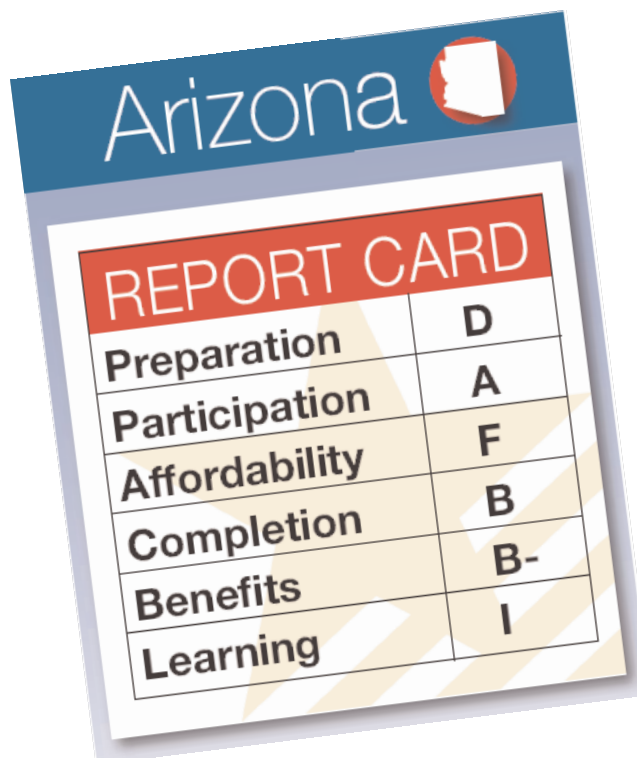 Arizona
REPORT CARD
Preparation D
Participation A
Affordability F
Completion B
Benefits B-
Learning I